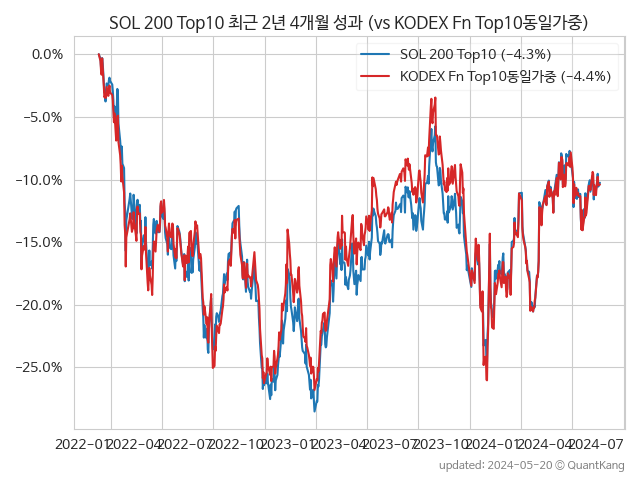 SOL 200 Top10 최근 2년 4개월 성과 (vs KODEX Fn Top10동일가중)
SOL 200 Top10 (−4.3%)
KODEX Fn Top10동일가중 (−4.4%)
0.0%
−5.0%
−10.0%
−15.0%
−20.0%
−25.0%
2022-01 2022-04 2022-07 2022-10 2023-01 2023-04 2023-07 2023-10 2024-01 2024-04 2024-07
updated: 2024-05-20 © QuantKang